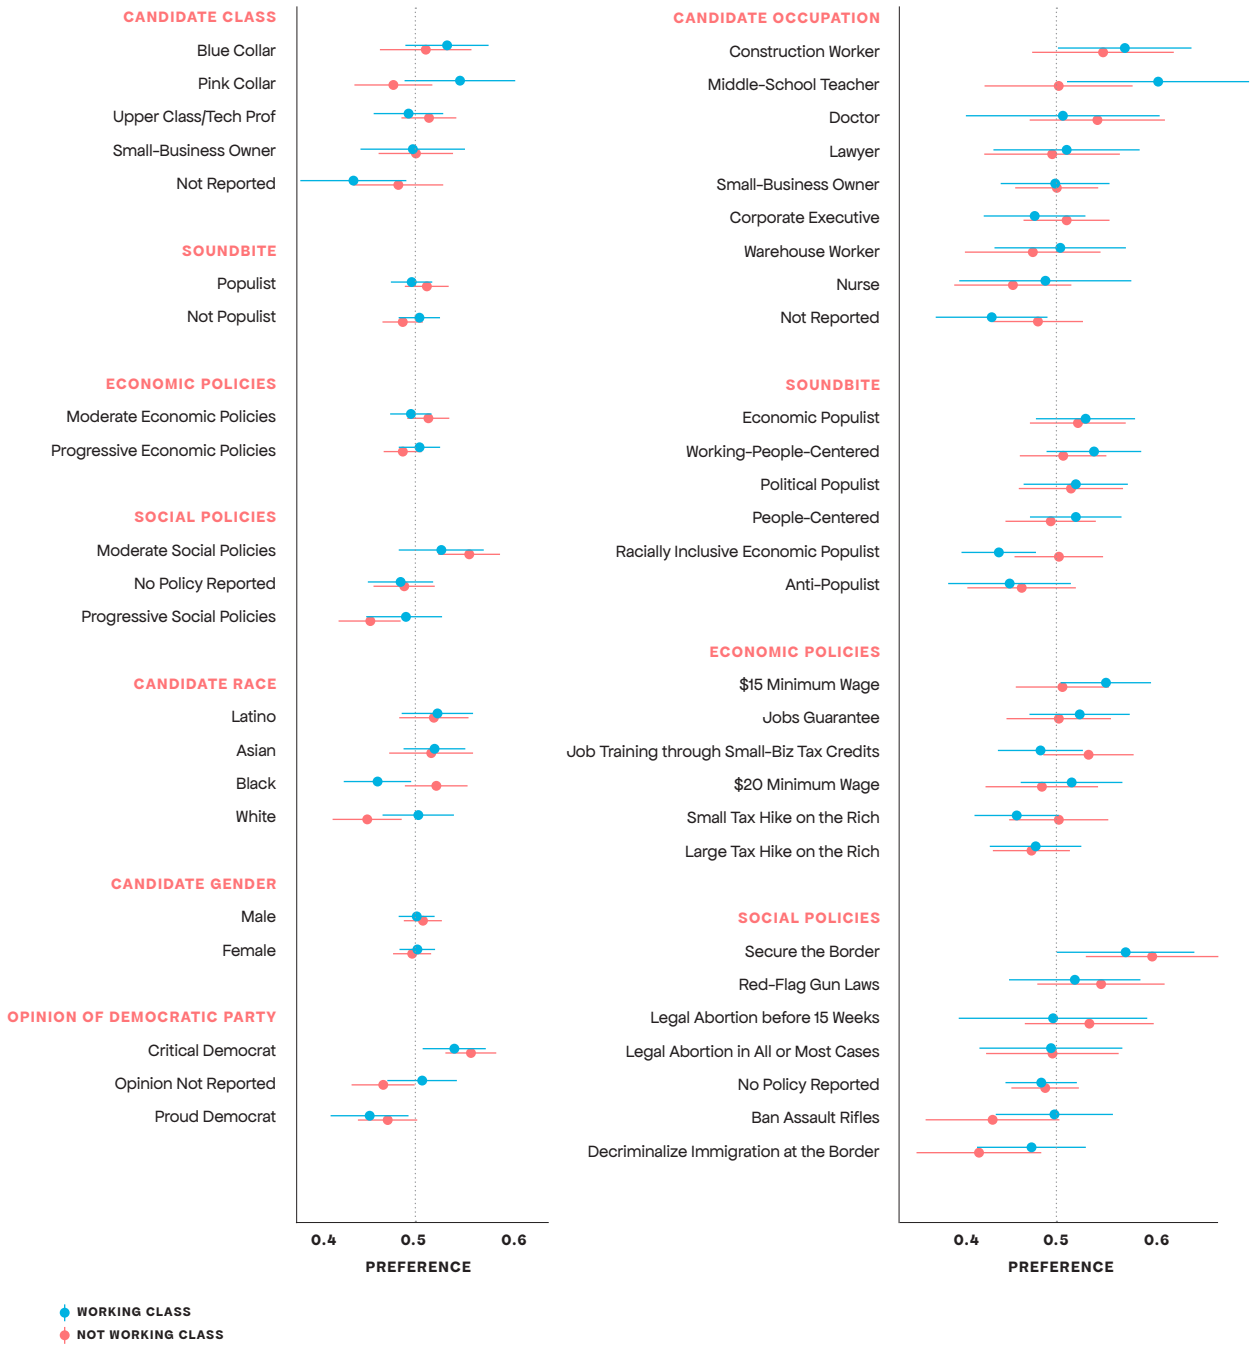 CANDIDATE CLASS
Blue Collar
Pink Collar
Upper Class/Tech Prof
Small-Business Owner
Not Reported
SOUNDBITE
Populist
Not Populist
ECONOMIC POLICIES
Moderate Economic Policies
Progressive Economic Policies
SOCIAL POLICIES
Moderate Social Policies
No Policy Reported
Progressive Social Policies
CANDIDATE RACE
Latino
Asian
Black
White
CANDIDATE GENDER
Male
Female
OPINION OF DEMOCRATIC PARTY
Critical Democrat
Opinion Not Reported
Proud Democrat
0.4 0.5 0.6
PREFERENCE
CANDIDATE OCCUPATION
Construction Worker
Middle-School Teacher
Doctor
Lawyer
Small-Business Owner
Corporate Executive
Warehouse Worker
Nurse
Not Reported
SOUNDBITE
Economic Populist
Working-People-Centered
Political Populist
People-Centered
Racially Inclusive Economic Populist
Anti-Populist
ECONOMIC POLICIES
$15 Minimum Wage
Jobs Guarantee
Job Training through Small-Biz Tax Credits
$20 Minimum Wage
Small Tax Hike on the Rich
Large Tax Hike on the Rich
SOCIAL POLICIES
Secure the Border
Red-Flag Gun Laws
Legal Abortion before 15 Weeks
Legal Abortion in All or Most Cases
No Policy Reported
Ban Assault Rifles
Decriminalize Immigration at the Border
0.4 0.5 0.6
PREFERENCE
WORKING CLASS
NOT WORKING CLASS